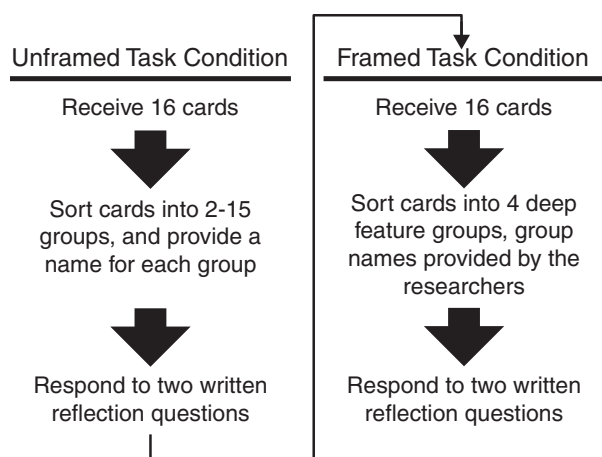 Unframed Task Condition
Receive 16 cards
Sort cards into 2-15
groups, and provide a
name for each group
Respond to two written
reflection questions
Framed Task Condition
Receive 16 cards
Sort cards into 4 deep
feature groups, group
names provided by the
researchers
Respond to two written
reflection questions